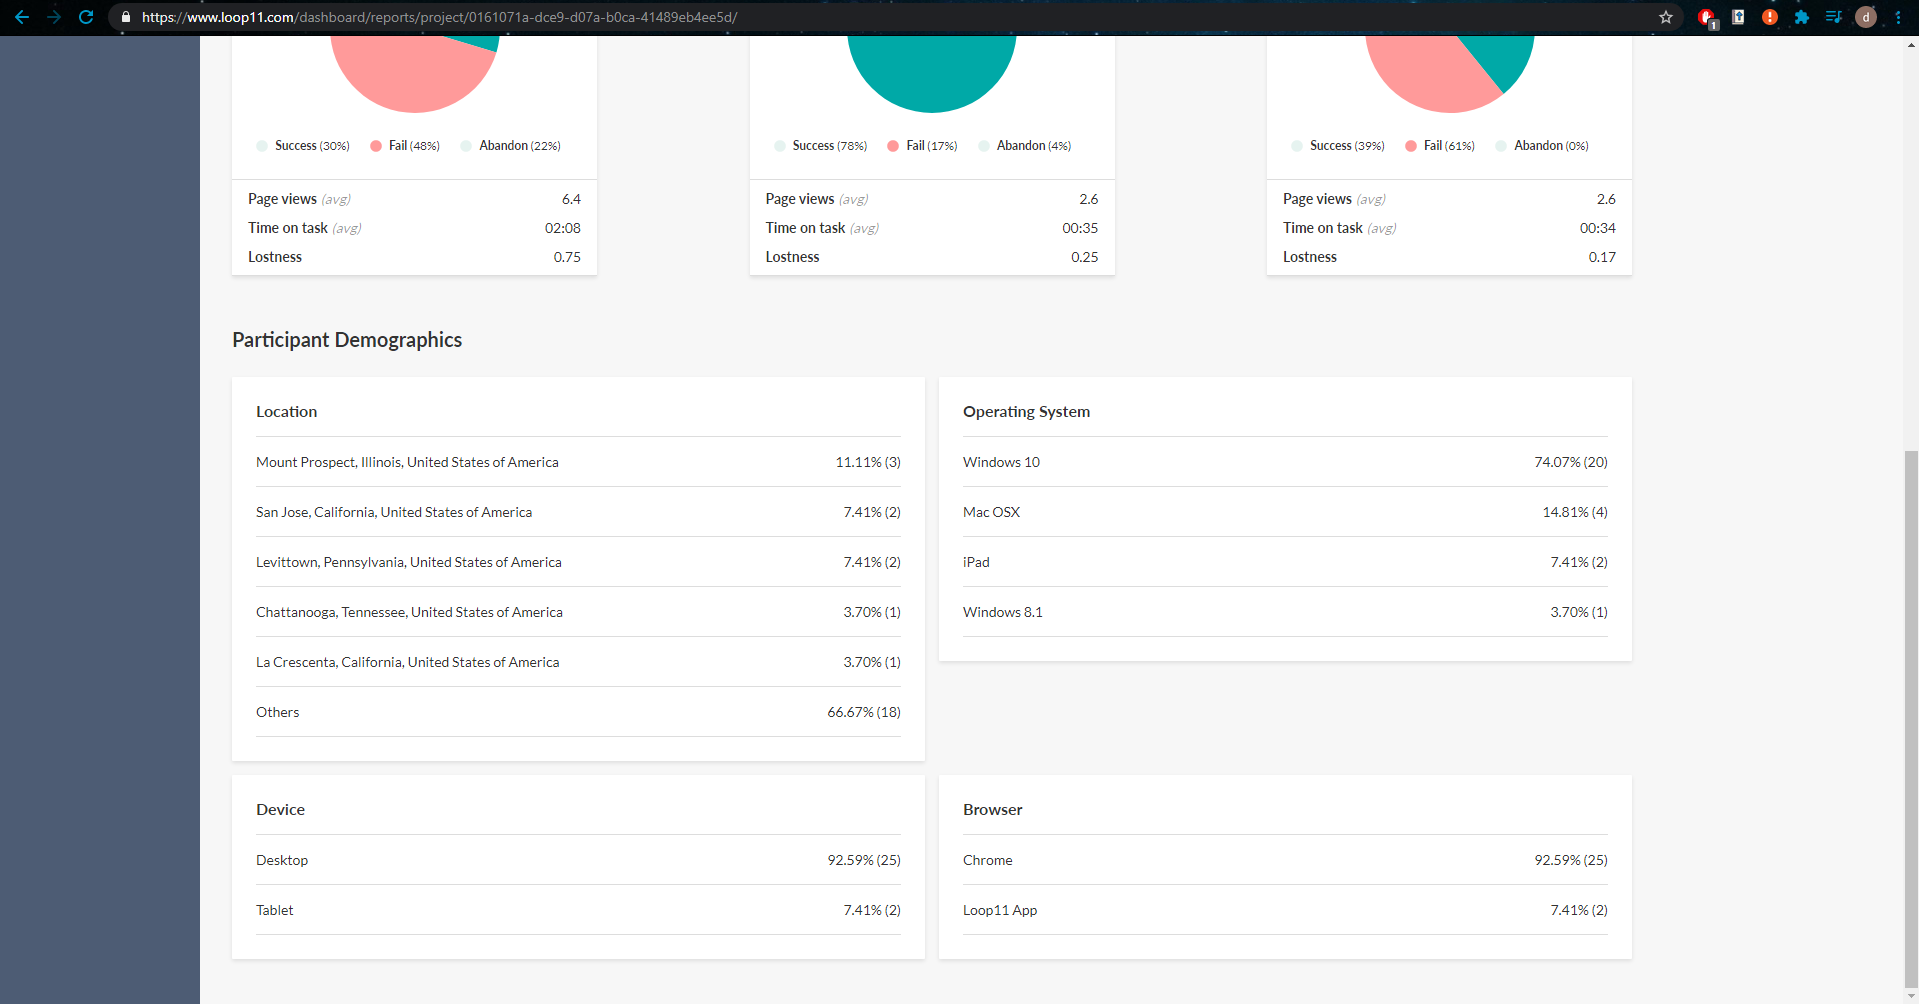 https://www.loop11.com/dashboard/reports/project/0161071a-dce9-d07a-b0ca-41489eb4ee5d/
1
d
Success (30%) Fail (48%) Abandon (22%)
Page views (avg) 6.4
Time on task (avg) 02:08
Lostness 0.75
Success (78%) Fail (17%) Abandon (4%)
Page views (avg) 2.6
Time on task (avg) 00:35
Lostness 0.25
Success (39%) Fail (61%) Abandon (0%)
Page views (avg) 2.6
Time on task (avg) 00:34
Lostness 0.17
Participant Demographics
Location
Mount Prospect, Illinois, United States of America 11.11% (3)
San Jose, California, United States of America 7.41% (2)
Levittown, Pennsylvania, United States of America 7.41% (2)
Chattanooga, Tennessee, United States of America 3.70% (1)
La Crescenta, California, United States of America 3.70% (1)
Others 66.67% (18)
Operating System
Windows 10 74.07% (20)
Mac OSX 14.81% (4)
iPad 7.41% (2)
Windows 8.1 3.70% (1)
Device
Desktop 92.59% (25)
Tablet 7.41% (2)
Browser
Chrome 92.59% (25)
Loop11 App 7.41% (2)